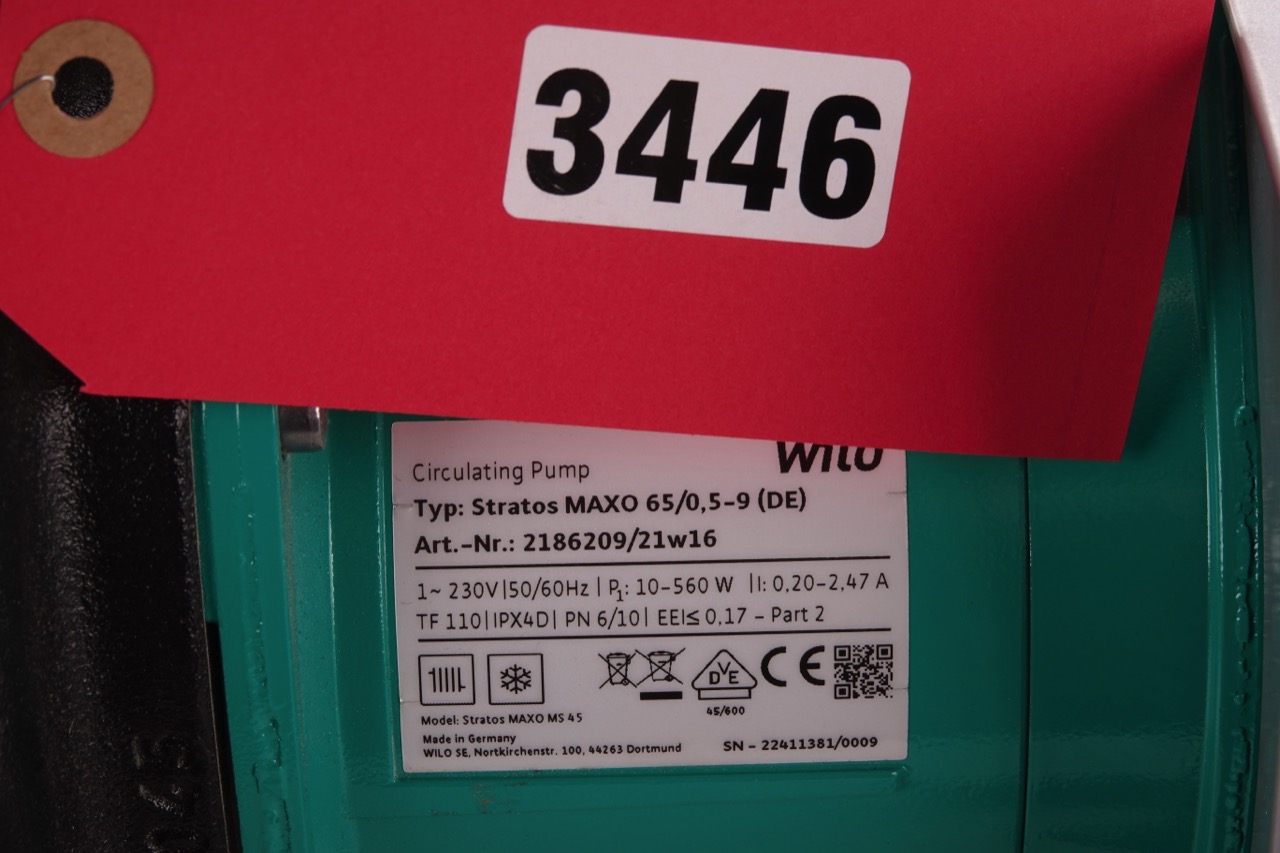 3446
Circulating Pump
wilo
Typ: Stratos MAXO 65/0,5-9 (DE)
Art.-Nr.: 2186209/21w16
1~ 230V|50/60Hz | P1: 10-560 W |I: 0,20-2,47 A
TF 110|IPX4D| PN 6/10| EEI≤ 0,17 - Part 2
DVE
CE
45/600
Model: Stratos MAXO MS 45
Made in Germany
WILO SE, Nortkirchenstr. 100, 44263 Dortmund
SN - 22411381/0009